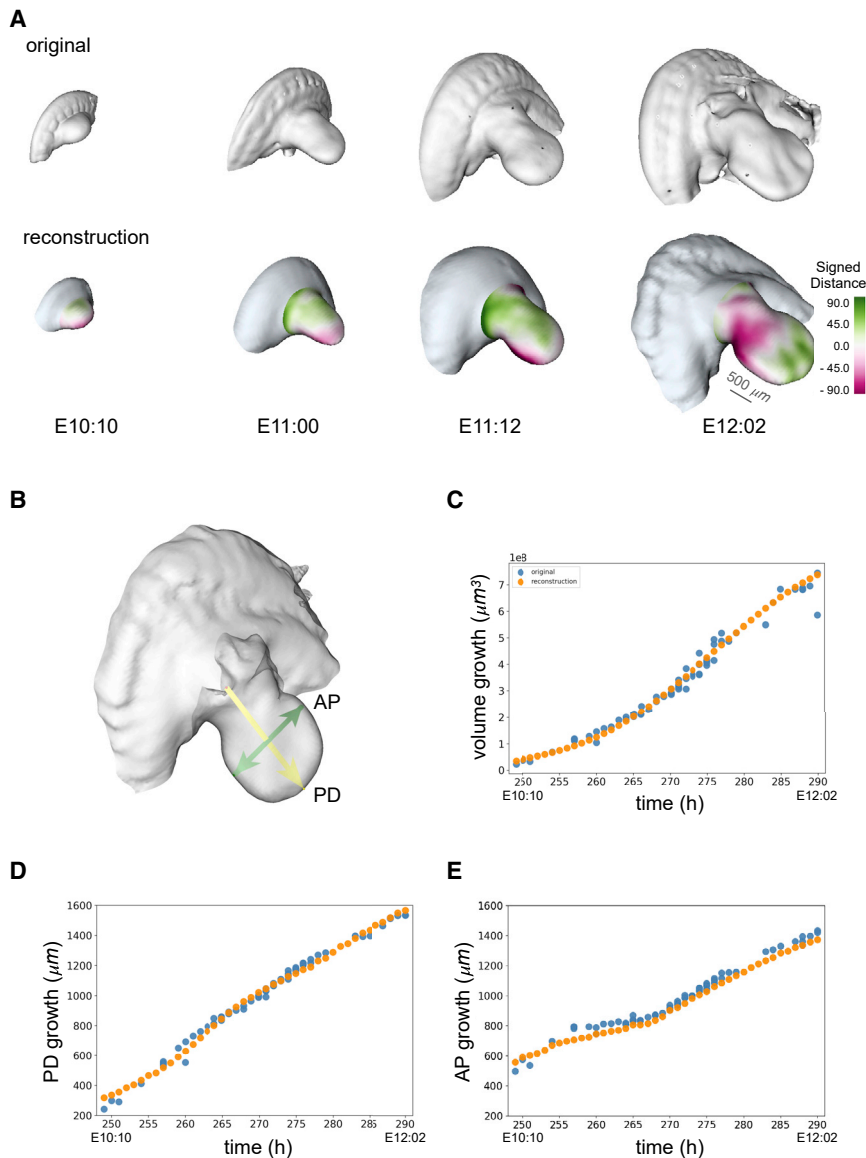 A
original
reconstruction
Signed
Distance
90.0
45.0
0.0
- 45.0
- 90.0
500 μm
E10:10 E11:00 E11:12 E12:02
B
AP
PD
C
1e8
original
reconstruction
volume growth (μm³)
7
6
5
4
3
2
1
0
250 255 260 265 270 275 280 285 290
E10:10 time (h) E12:02
D
PD growth (μm)
1600
1400
1200
1000
800
600
400
200
250 255 260 265 270 275 280 285 290
E10:10 time (h) E12:02
E
AP growth (μm)
1600
1400
1200
1000
800
600
400
200
250 255 260 265 270 275 280 285 290
E10:10 time (h) E12:02